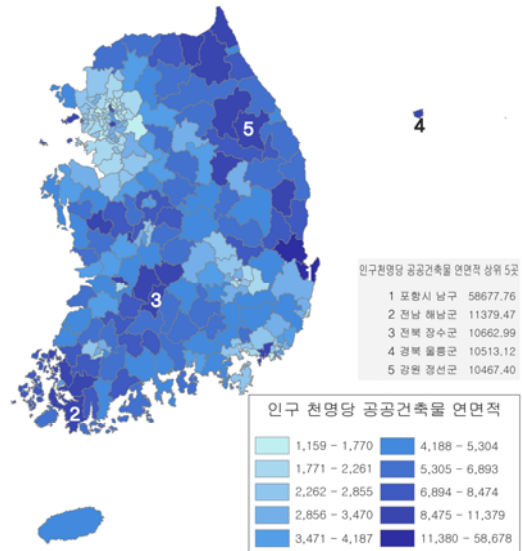 5
4
1
3
2
인구천명당 공공건축물 연면적 상위 5곳
1 포항시 남구 58677.76
2 전남 해남군 11379.47
3 전북 장수군 10662.99
4 경북 울릉군 10513.12
5 강원 정선군 10467.40
인구 천명당 공공건축물 연면적
1,159 - 1,770 4,188 - 5,304
1,771 - 2,261 5,305 - 6,893
2,262 - 2,855 6,894 - 8,474
2,856 - 3,470 8,475 - 11,379
3,471 - 4,187 11,380 - 58,678